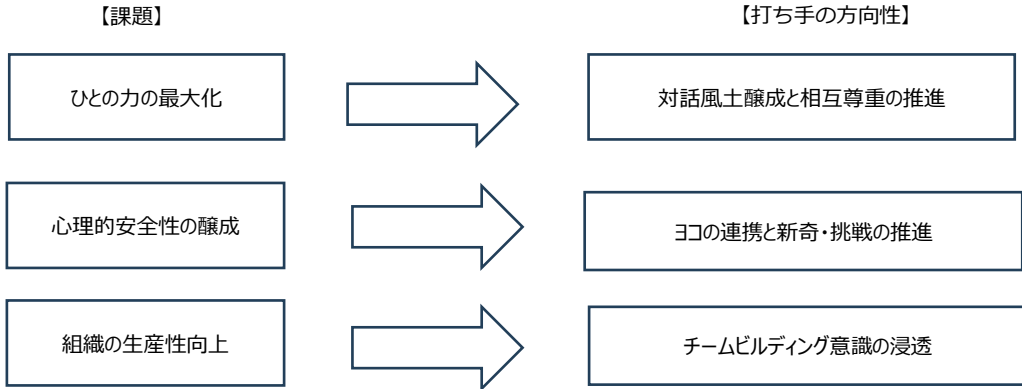 【課題】
【打ち手の方向性】
ひとの力の最大化
対話風土醸成と相互尊重の推進
心理的安全性の醸成
ヨコの連携と新奇・挑戦の推進
組織の生産性向上
チームビルディング意識の浸透